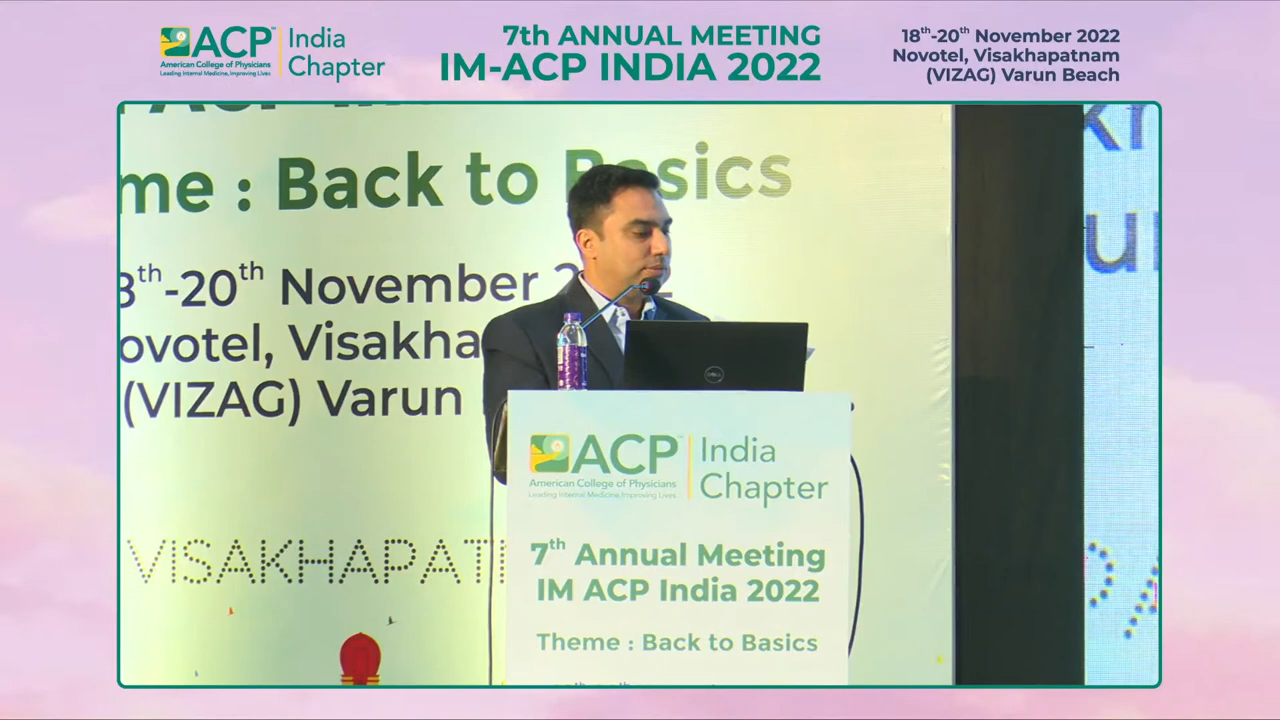 ACP
American College of Physicians
Leading Internal Medicine, Improving Lives
India
Chapter
7th ANNUAL MEETING
IM-ACP INDIA 2022
18th-20th November 2022
Novotel, Visakhapatnam
(VIZAG) Varun Beach
me : Back to Basics
8th-20th November 2
ovotel, Visakha
(VIZAG) Varun
VISAKHAPAT
DELL
ACP
American College of Physicians
Leading Internal Medicine, Improving Lives
India
Chapter
7th Annual Meeting
IM ACP India 2022
Theme : Back to Basics